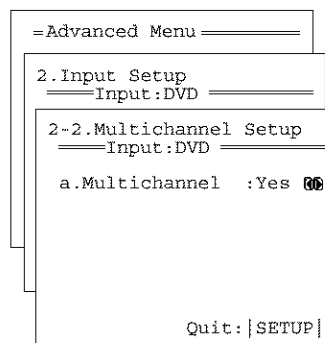 Advanced Menu
2.Input Setup
Input:DVD
2-2.Multichannel Setup
Input:DVD
a.Multichannel :Yes
Quit:|SETUP|